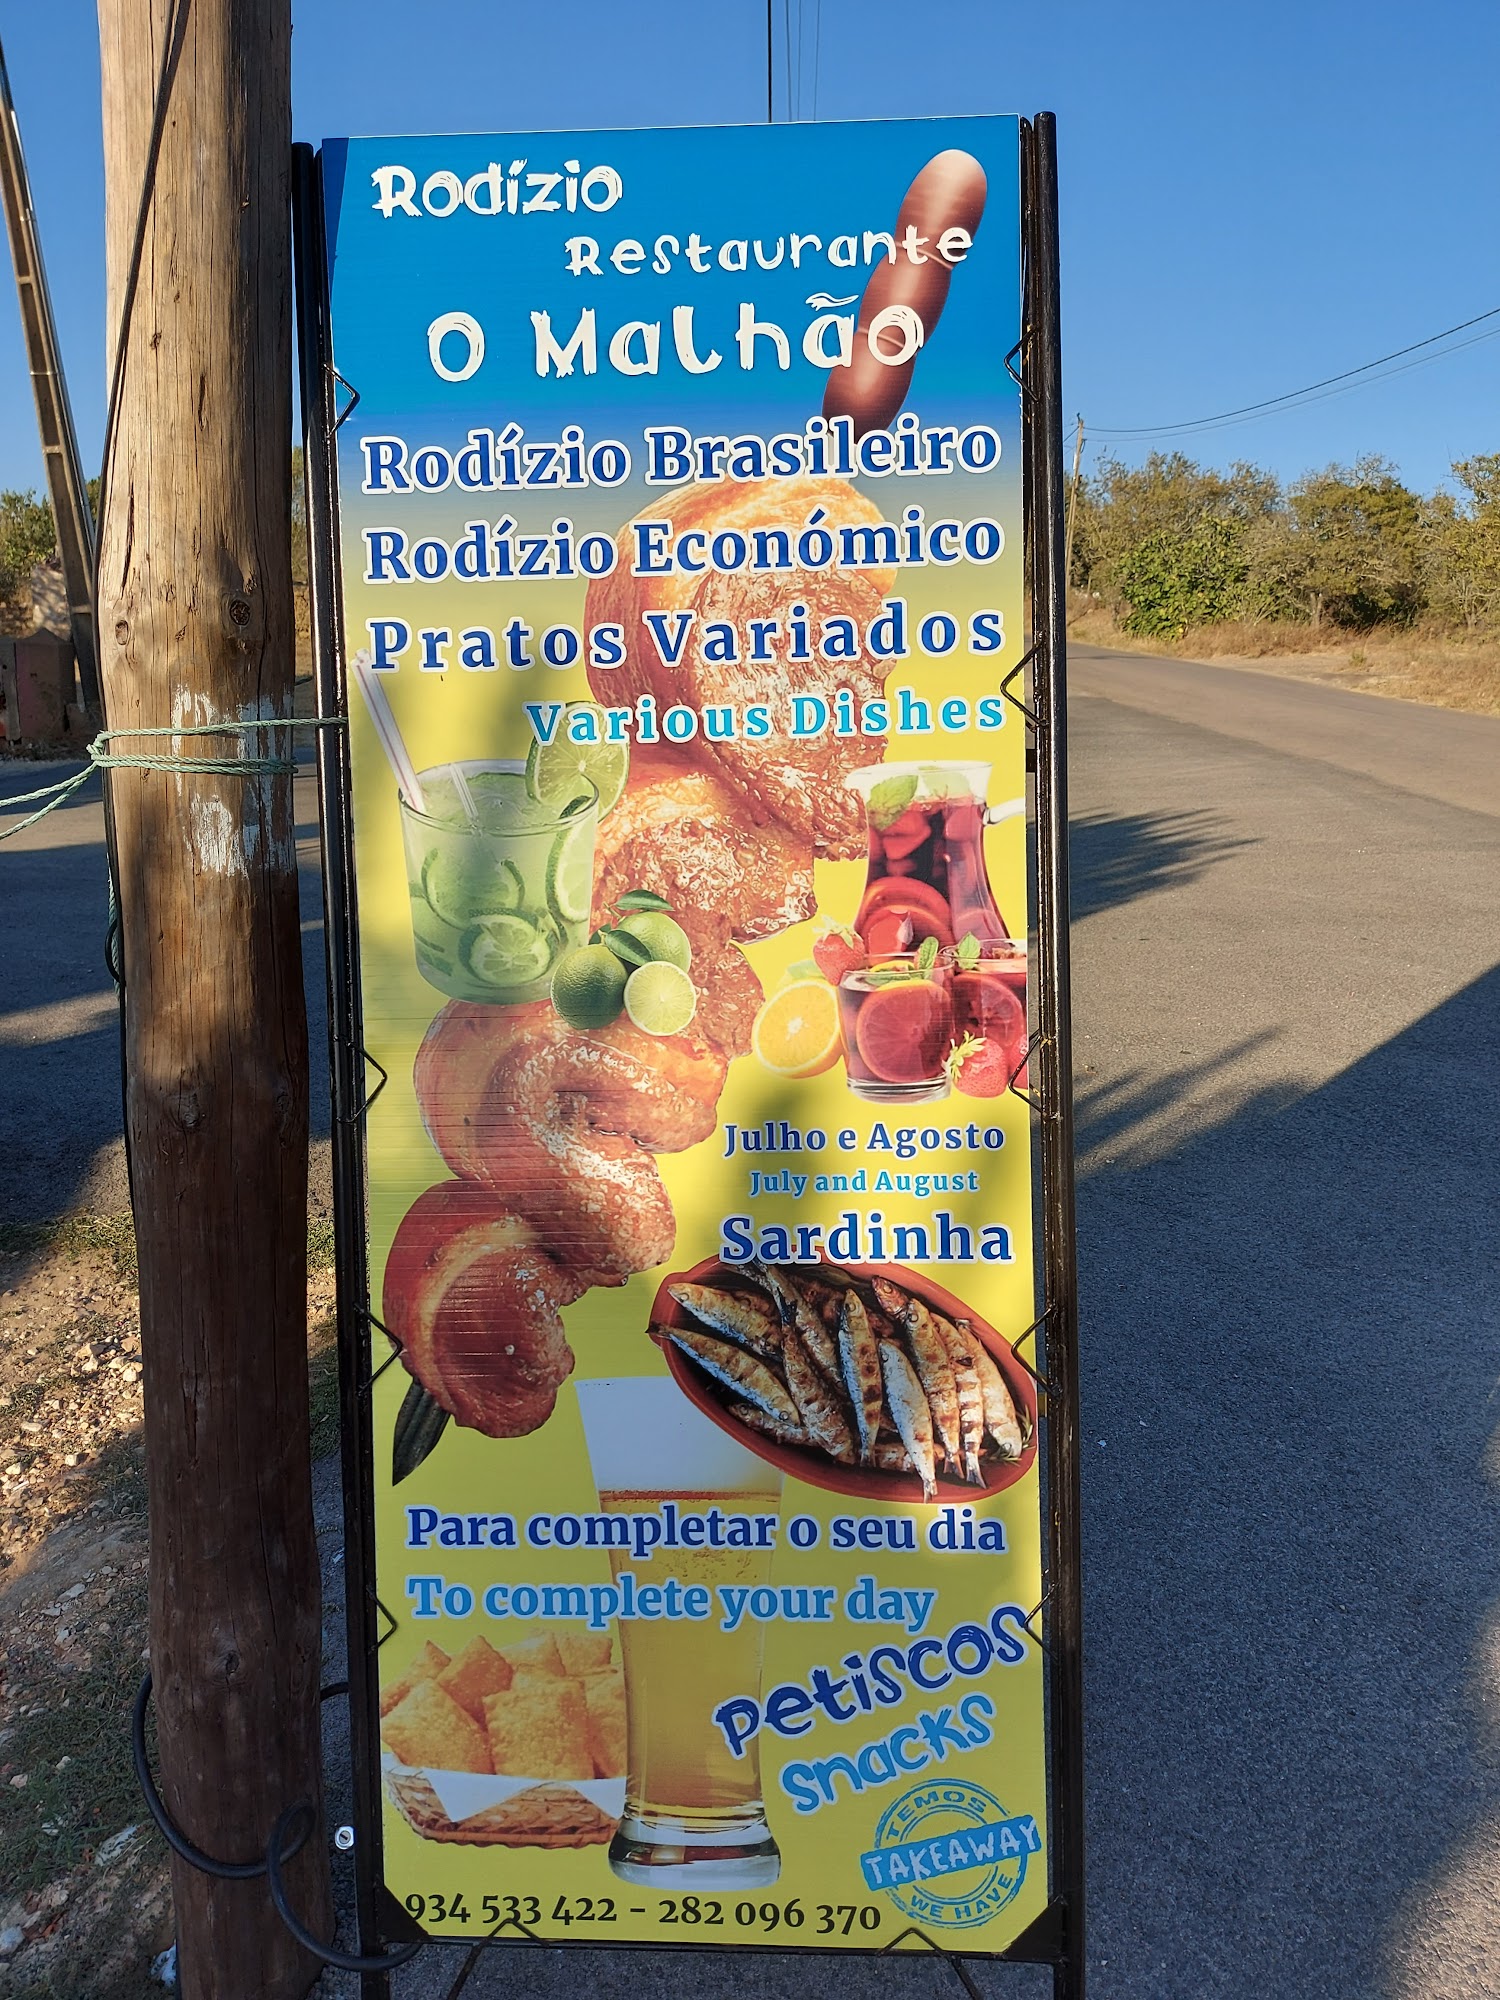 Rodízio
Restaurante
O Malhão
Rodízio Brasileiro
Rodízio Económico
Pratos Variados
Various Dishes
Julho e Agosto
July and August
Sardinha
Para completar o seu dia
To complete your day
Petiscos
Snacks
TEMOS
TAKEAWAY
WE HAVE
934 533 422 - 282 096 370